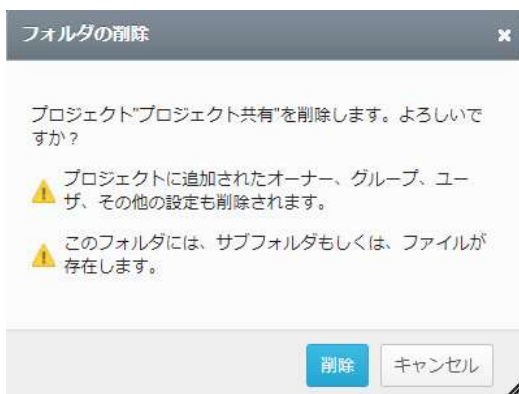 フォルダの削除
プロジェクト"プロジェクト共有"を削除します。よろしいで
すか？
プロジェクトに追加されたオーナー、グループ、ユー
ザ、その他の設定も削除されます。
このフォルダには、サブフォルダもしくは、ファイルが
存在します。
削除
キャンセル